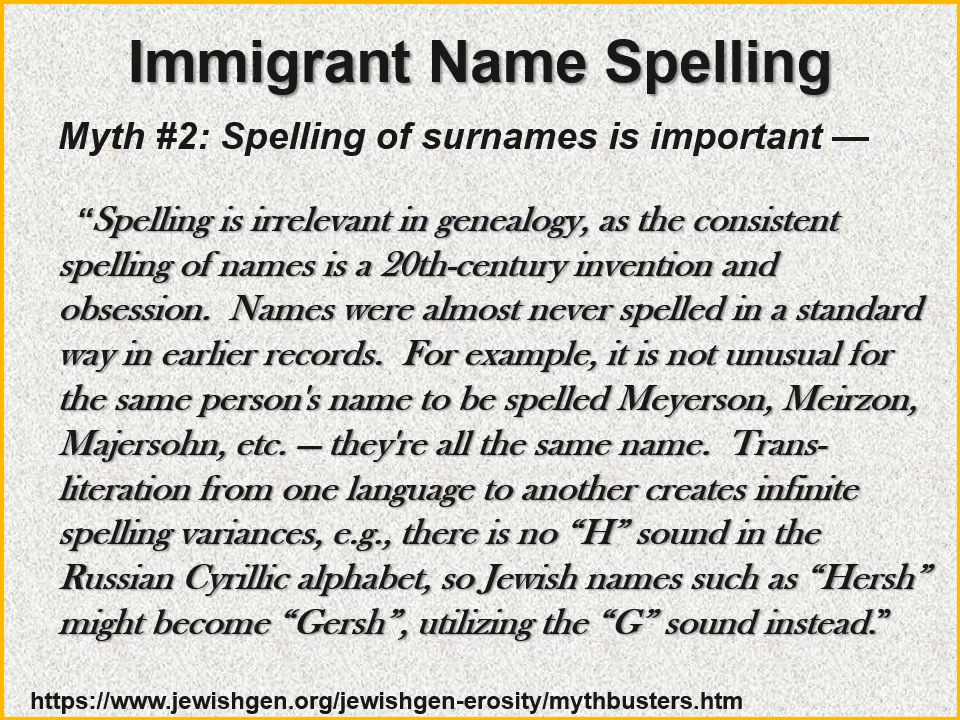 Immigrant Name Spelling
Myth #2: Spelling of surnames is important —
“Spelling is irrelevant in genealogy, as the consistent
spelling of names is a 20th-century invention and
obsession.  Names were almost never spelled in a standard
way in earlier records.  For example, it is not unusual for
the same person's name to be spelled Meyerson, Meirzon,
Majersohn, etc. — they're all the same name.  Trans-
literation from one language to another creates infinite
spelling variances, e.g., there is no “H” sound in the
Russian Cyrillic alphabet, so Jewish names such as “Hersh”
might become “Gersh”, utilizing the “G” sound instead.”
https://www.jewishgen.org/jewishgen-erosity/mythbusters.htm